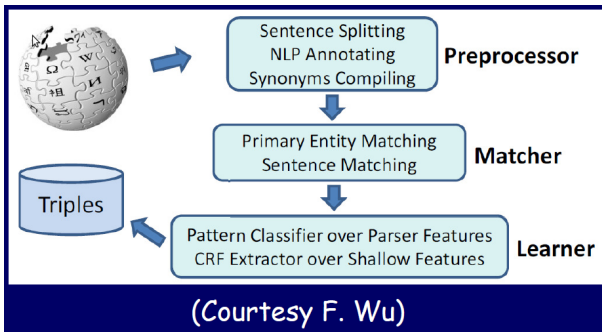 Sentence Splitting
NLP Annotating
Synonyms Compiling
Preprocessor
Primary Entity Matching
Sentence Matching
Matcher
Triples
Pattern Classifier over Parser Features
CRF Extractor over Shallow Features
Learner
(Courtesy F. Wu)